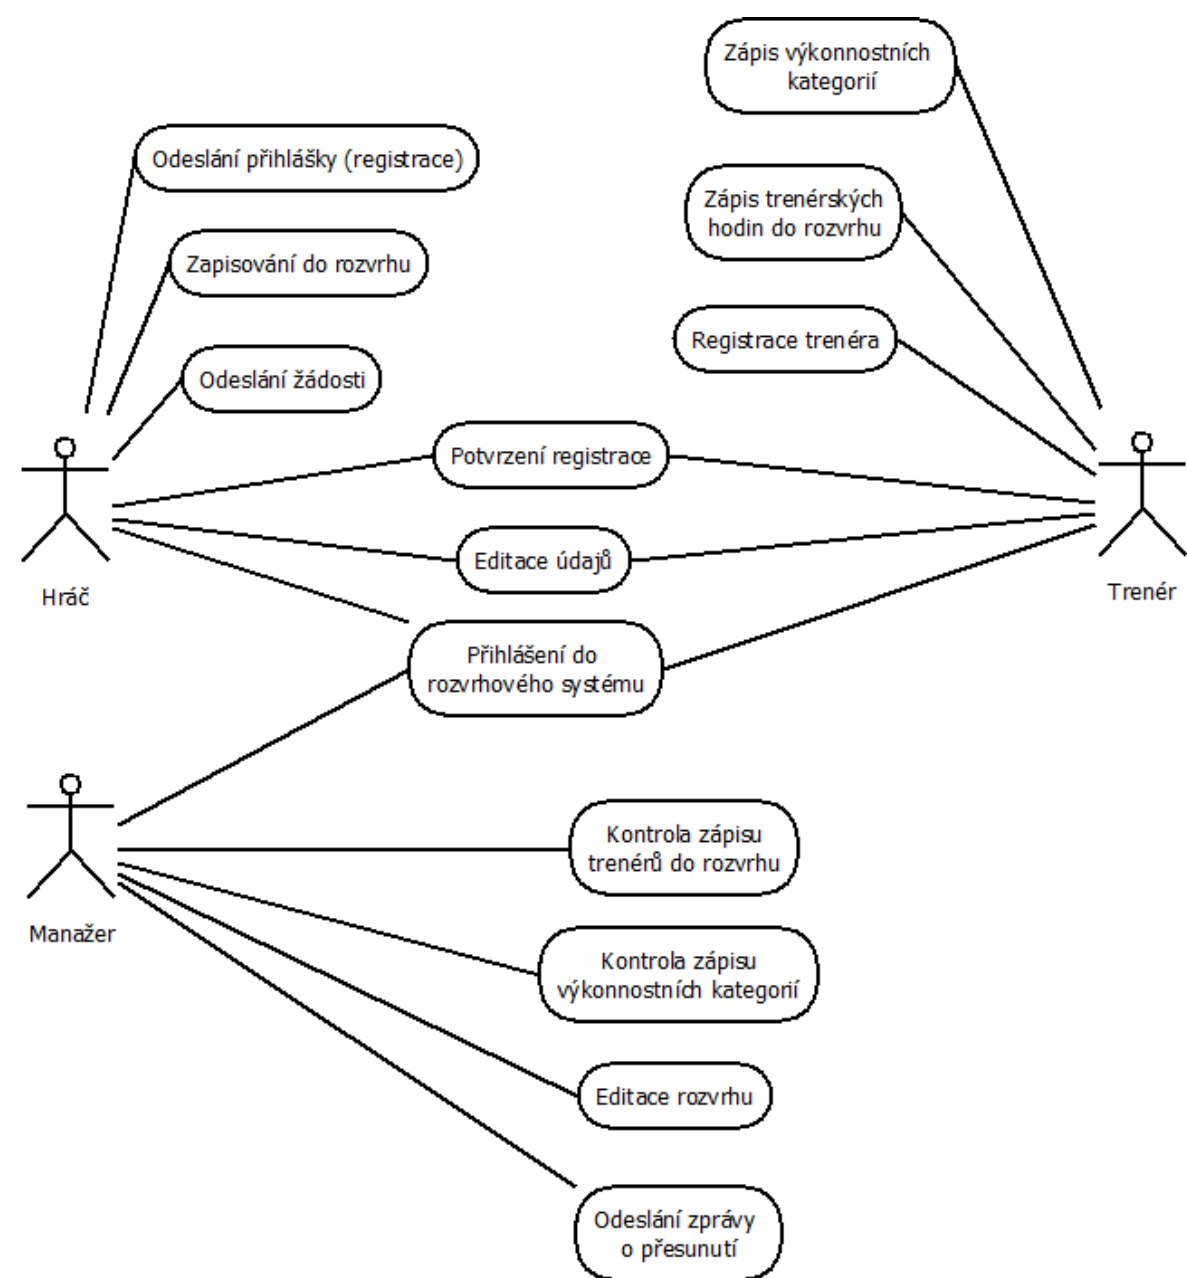 Zápis výkonnostních
kategorií
Odeslání přihlášky (registrace)
Zápis trenérských
hodin do rozvrhu
Zapisování do rozvrhu
Registrace trenéra
Odeslání žádosti
Potvrzení registrace
Editace údajů
Hráč
Trenér
Přihlášení do
rozvrhového systému
Kontrola zápisu
trenérů do rozvrhu
Manažer
Kontrola zápisu
výkonnostních kategorií
Editace rozvrhu
Odeslání zprávy
o přesunutí